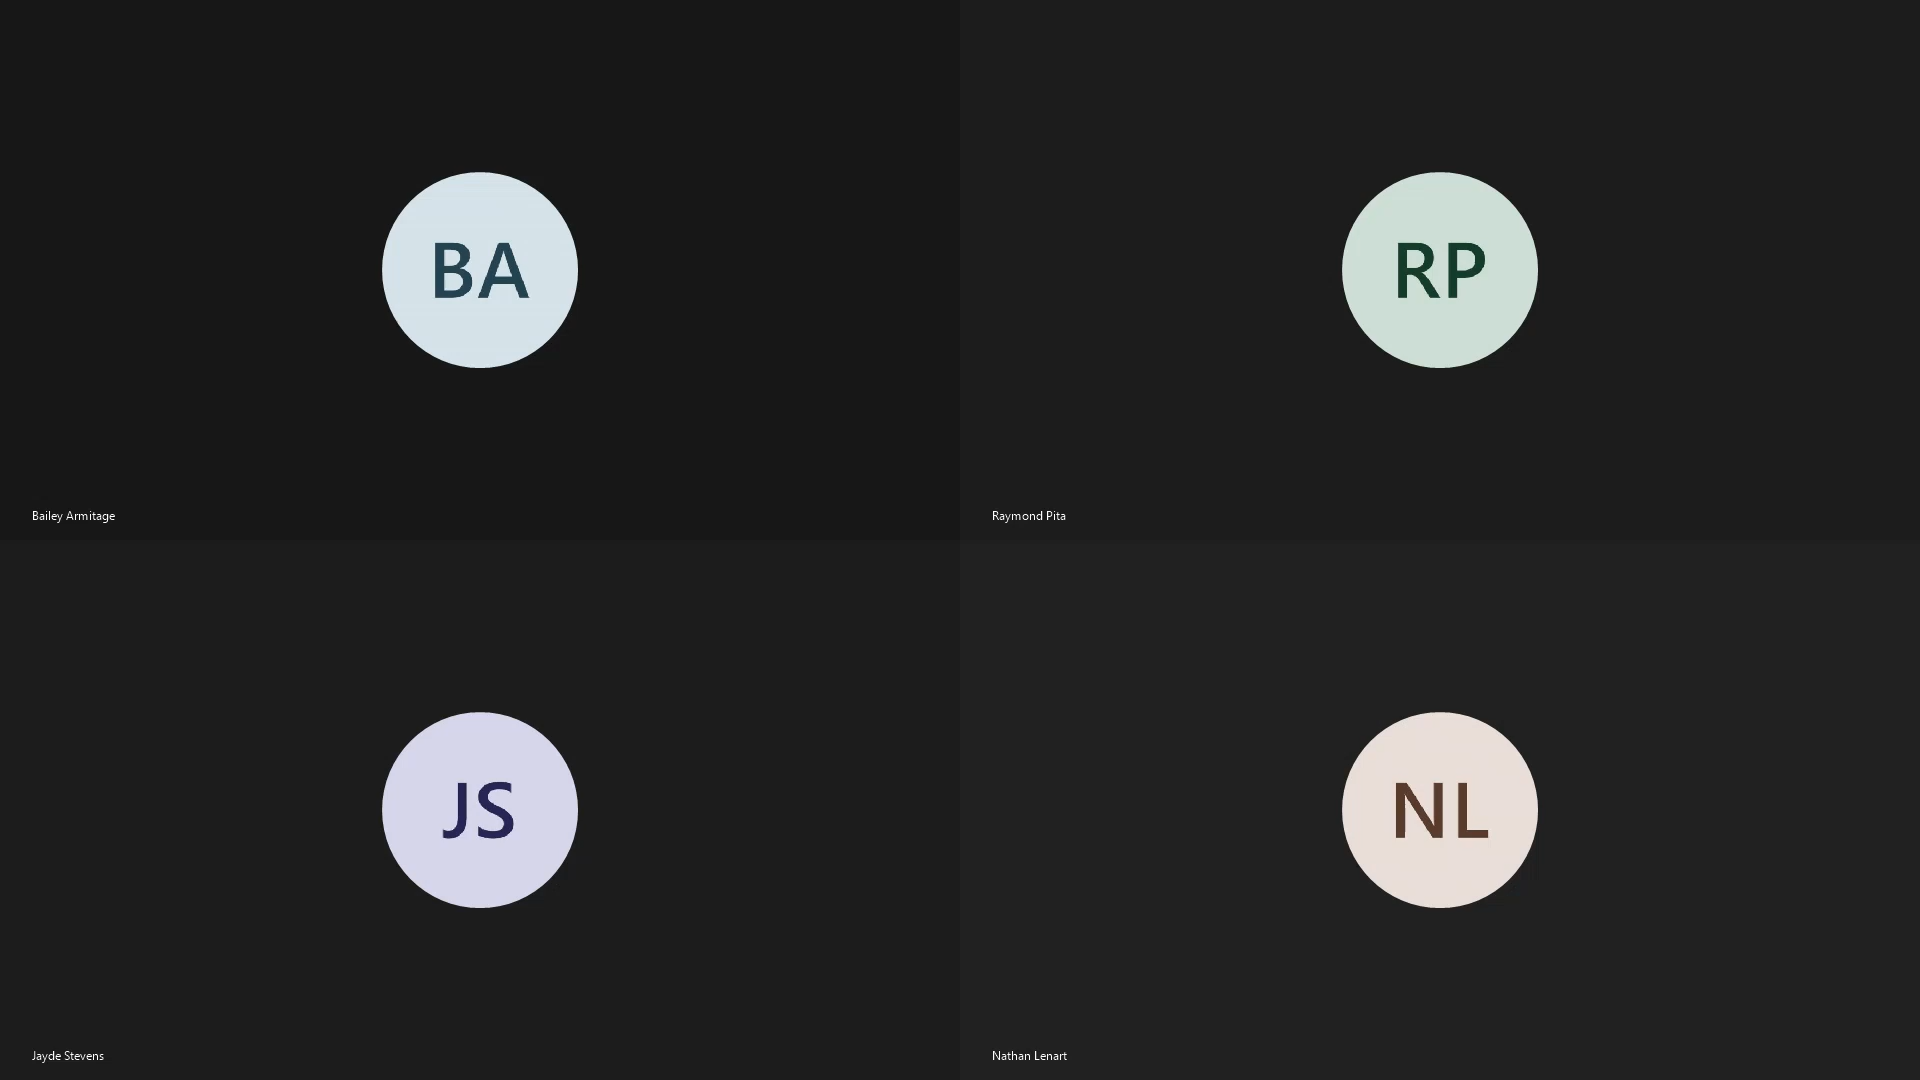 BA
Bailey Armitage
RP
Raymond Pita
JS
Jayde Stevens
NL
Nathan Lenart